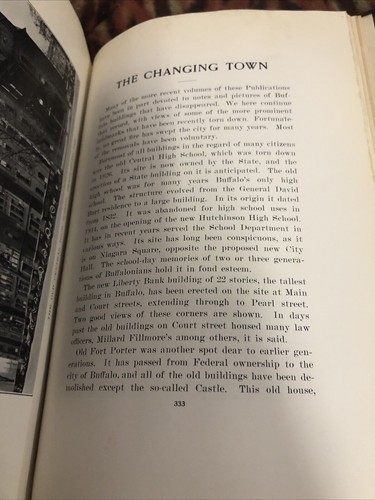 THE CHANGING TOWN
Many of the more recent volumes of these Publications
have been in part devoted to notes and pictures of Buf-
falo buildings that have disappeared. We here continue
that record, with views of some of the more prominent
landmarks that have been recently torn down. Fortunate-
ly no great fire has swept the city for many years. Most
of the removals have been voluntary.
Foremost of all buildings in the regard of many citizens
was the old Central High School, which was torn down
in 1926. Its site is now owned by the State, and the
erection of a State building on it is anticipated. The old
high school was for many years Buffalo's only high
school. The structure evolved from the General David
Burt residence to a large building. In its origin it dated
from 1832. It was abandoned for high school uses in
1914, on the opening of the new Hutchinson High School.
It has in recent years served the School Department in
various ways. Its site has long been conspicuous, as it
is on Niagara Square, opposite the proposed new City
Hall. The school-day memories of two or three genera-
tions of Buffalonians hold it in fond esteem.
The new Liberty Bank building of 22 stories, the tallest
building in Buffalo, has been erected on the site at Main
and Court streets, extending through to Pearl street.
Two good views of these corners are shown. In days
past the old buildings on Court street housed many law
officers, Millard Fillmore's among others, it is said.
Old Fort Porter was another spot dear to earlier gen-
erations. It has passed from Federal ownership to the
city of Buffalo, and all of the old buildings have been de-
molished except the so-called Castle. This old house,
333